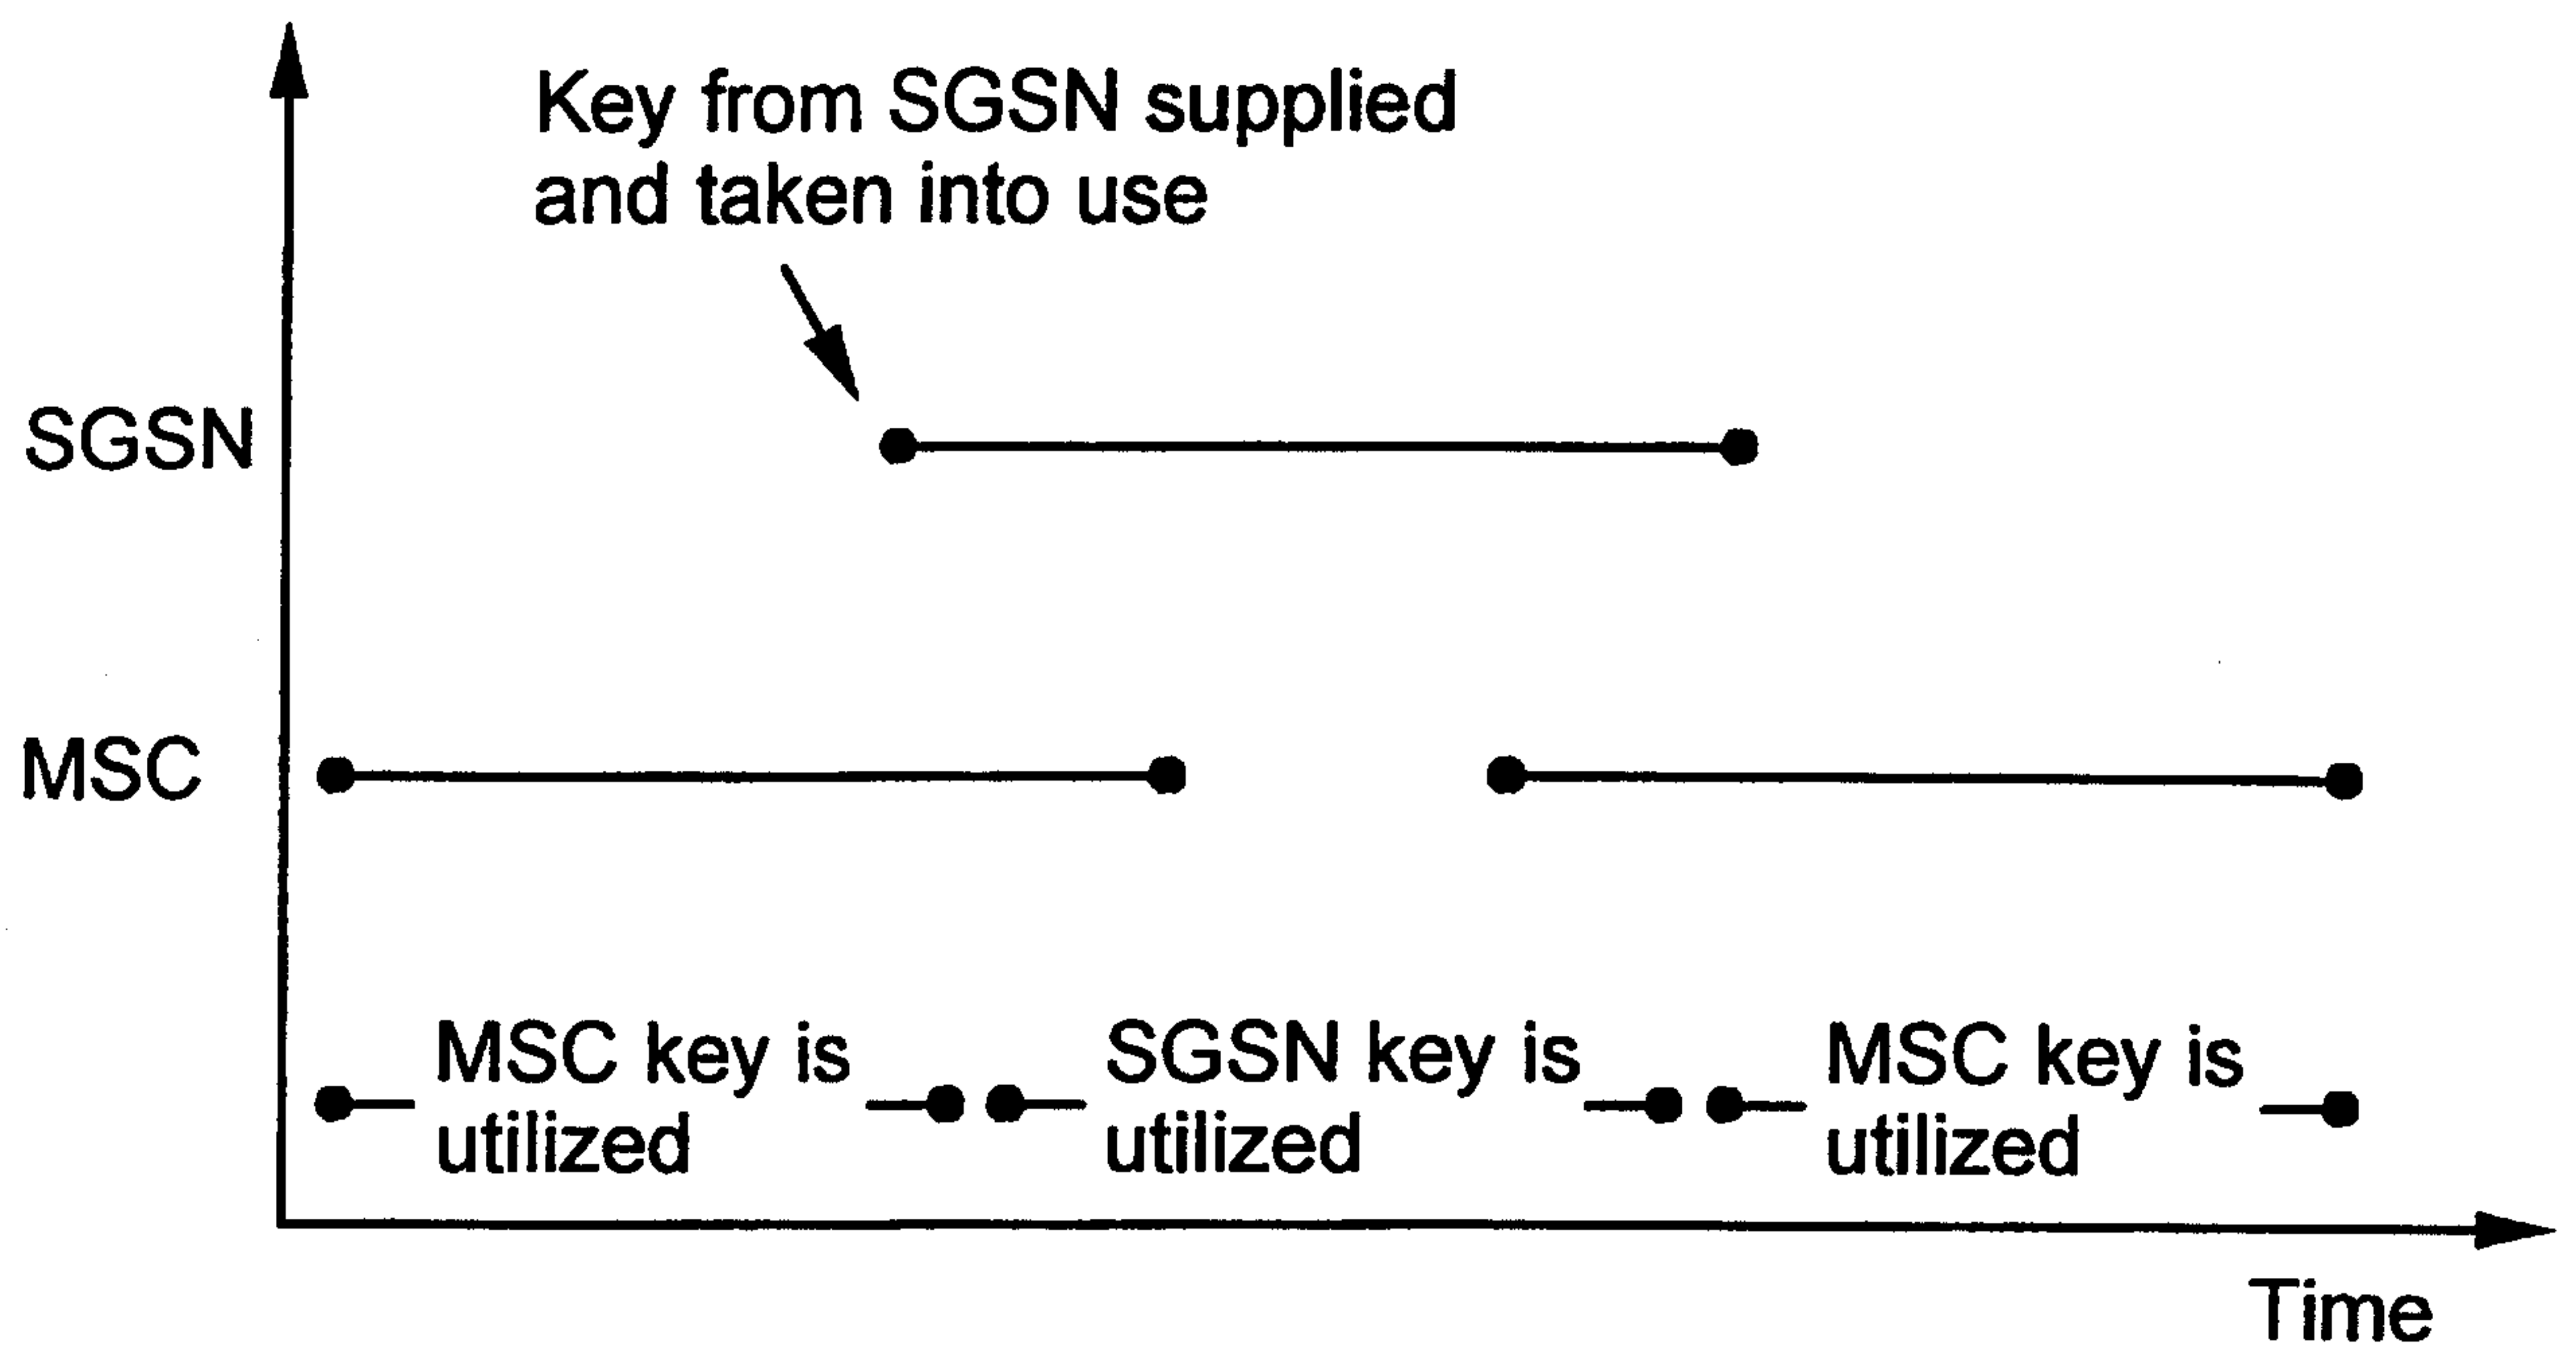 Key from SGSN supplied
and taken into use
SGSN
MSC
MSC key is
utilized
SGSN key is
utilized
MSC key is
utilized
Time